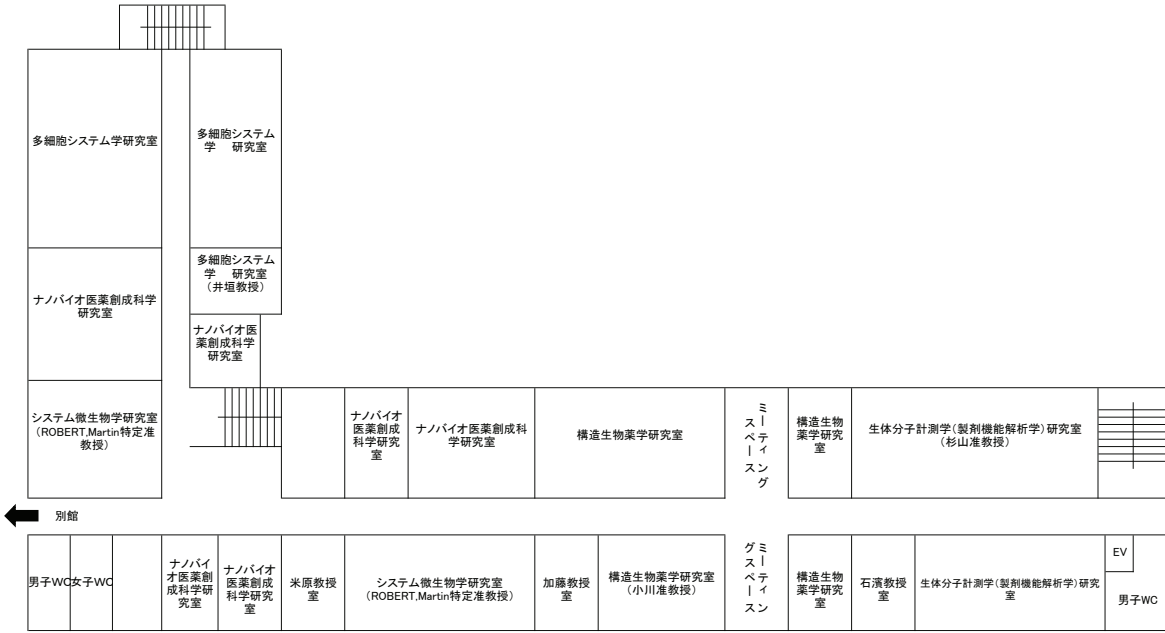 多細胞システム学研究室
多細胞システム
学 研究室
多細胞システム
学 研究室
(井垣教授)
ナノバイオ医薬創成科学
研究室
ナノバイオ医
薬創成科学
研究室
システム微生物学研究室
(ROBERT,Martin特定准
教授)
ナノバイオ
医薬創成
科学研究
室
ナノバイオ医薬創成科
学研究室
構造生物薬学研究室
ミーティング
スペース
構造生物
薬学研究
室
生体分子計測学(製剤機能解析学)研究室
(杉山准教授)
別館
男子WC
女子WC
ナノバイ
オ医薬創
成科学研
究室
ナノバイオ
医薬創成
科学研究
室
米原教授
室
システム微生物学研究室
(ROBERT,Martin特定准教授)
加藤教授
室
構造生物薬学研究室
(小川准教授)
ミーティン
グスペース
構造生物
薬学研究
室
石濱教授
室
生体分子計測学(製剤機能解析学)研究
室
EV
男子WC